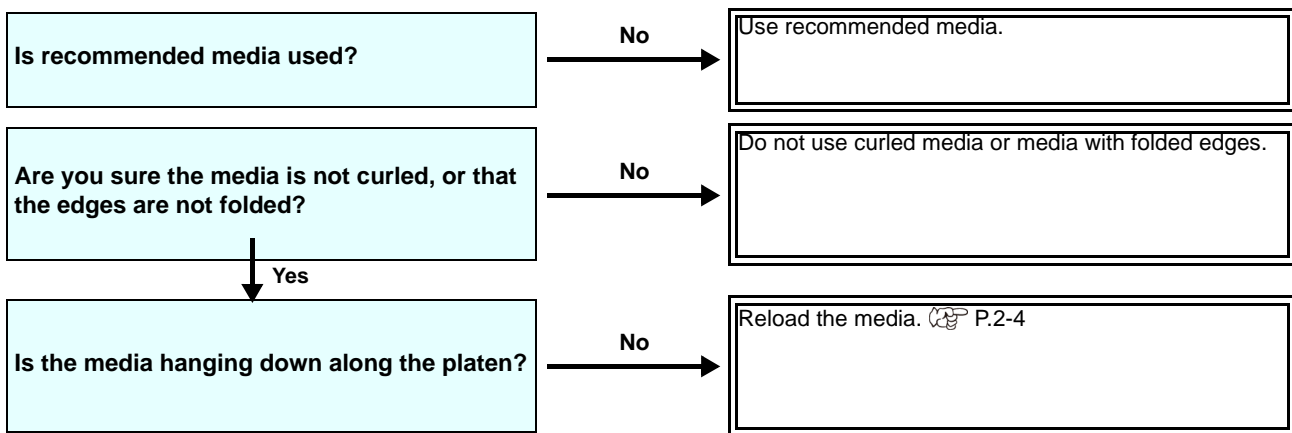 Is recommended media used?
No
Use recommended media.
Are you sure the media is not curled, or that
the edges are not folded?
No
Do not use curled media or media with folded edges.
Yes
Is the media hanging down along the platen?
No
Reload the media. P.2-4